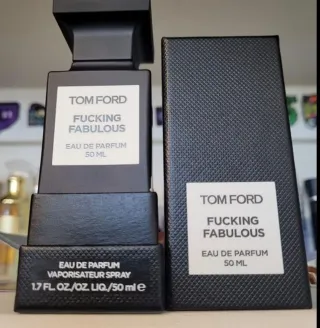 TOM FORD
FUCKING
FABULOUS
EAU DE PARFUM
50 ML
EAU DE PARFUM
VAPORISATEUR SPRAY
1.7 FL. OZ./OZ. LIQ./50 ml e
TOM FORD
FUCKING
FABULOUS
EAU DE PARFUM
50 ML